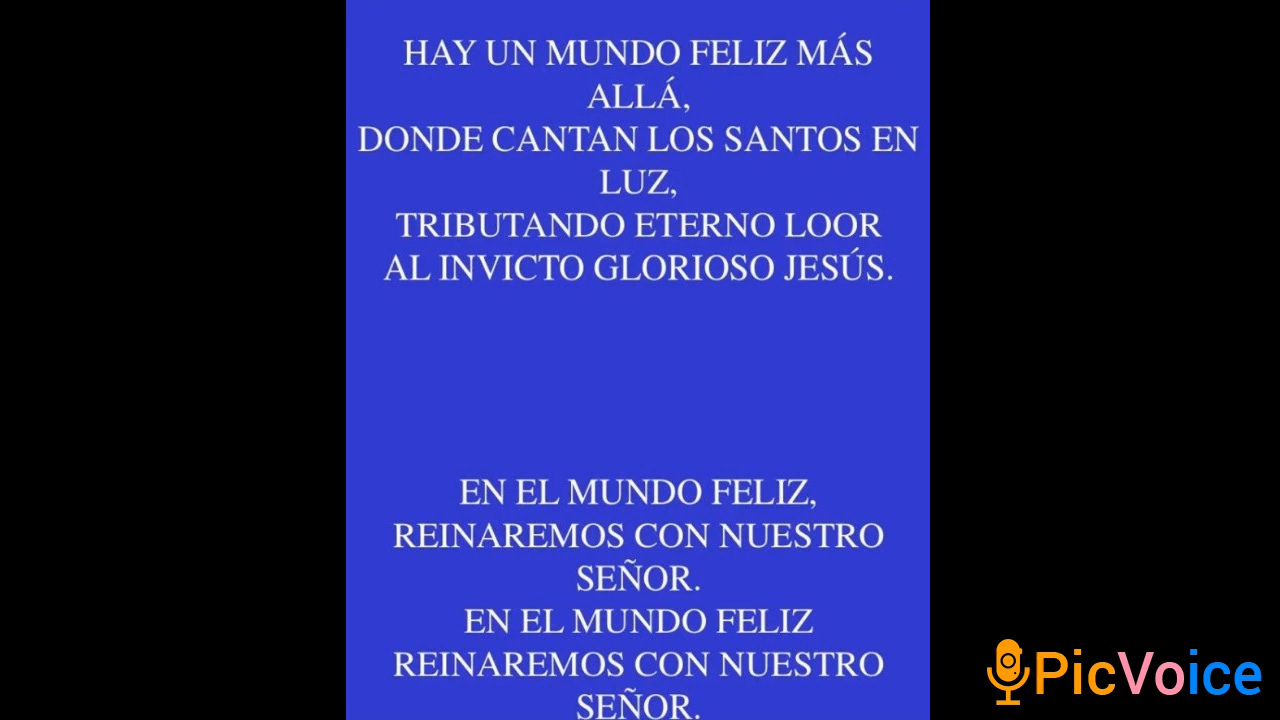 HAY UN MUNDO FELIZ MÁS
ALLÁ,
DONDE CANTAN LOS SANTOS EN
LUZ,
TRIBUTANDO ETERNO LOOR
AL INVICTO GLORIOSO JESÚS.
EN EL MUNDO FELIZ,
REINAREMOS CON NUESTRO
SEÑOR.
EN EL MUNDO FELIZ
REINAREMOS CON NUESTRO
SEÑOR.
PicVoice